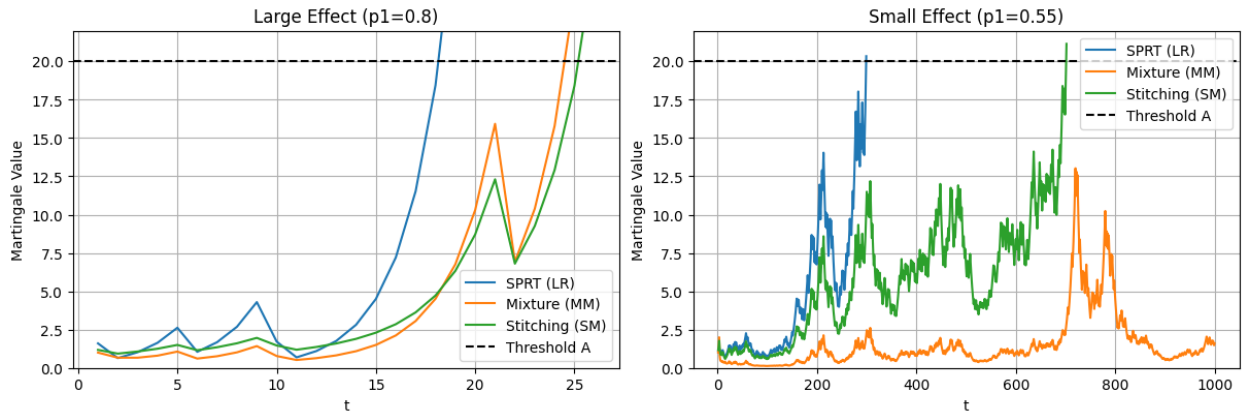 Large Effect (p1=0.8)
Martingale Value
20.0
17.5
15.0
12.5
10.0
7.5
5.0
2.5
0.0
SPRT (LR)
Mixture (MM)
Stitching (SM)
Threshold A
0 5 10 15 20 25
t
Small Effect (p1=0.55)
Martingale Value
20.0
17.5
15.0
12.5
10.0
7.5
5.0
2.5
0.0
SPRT (LR)
Mixture (MM)
Stitching (SM)
Threshold A
0 200 400 600 800 1000
t